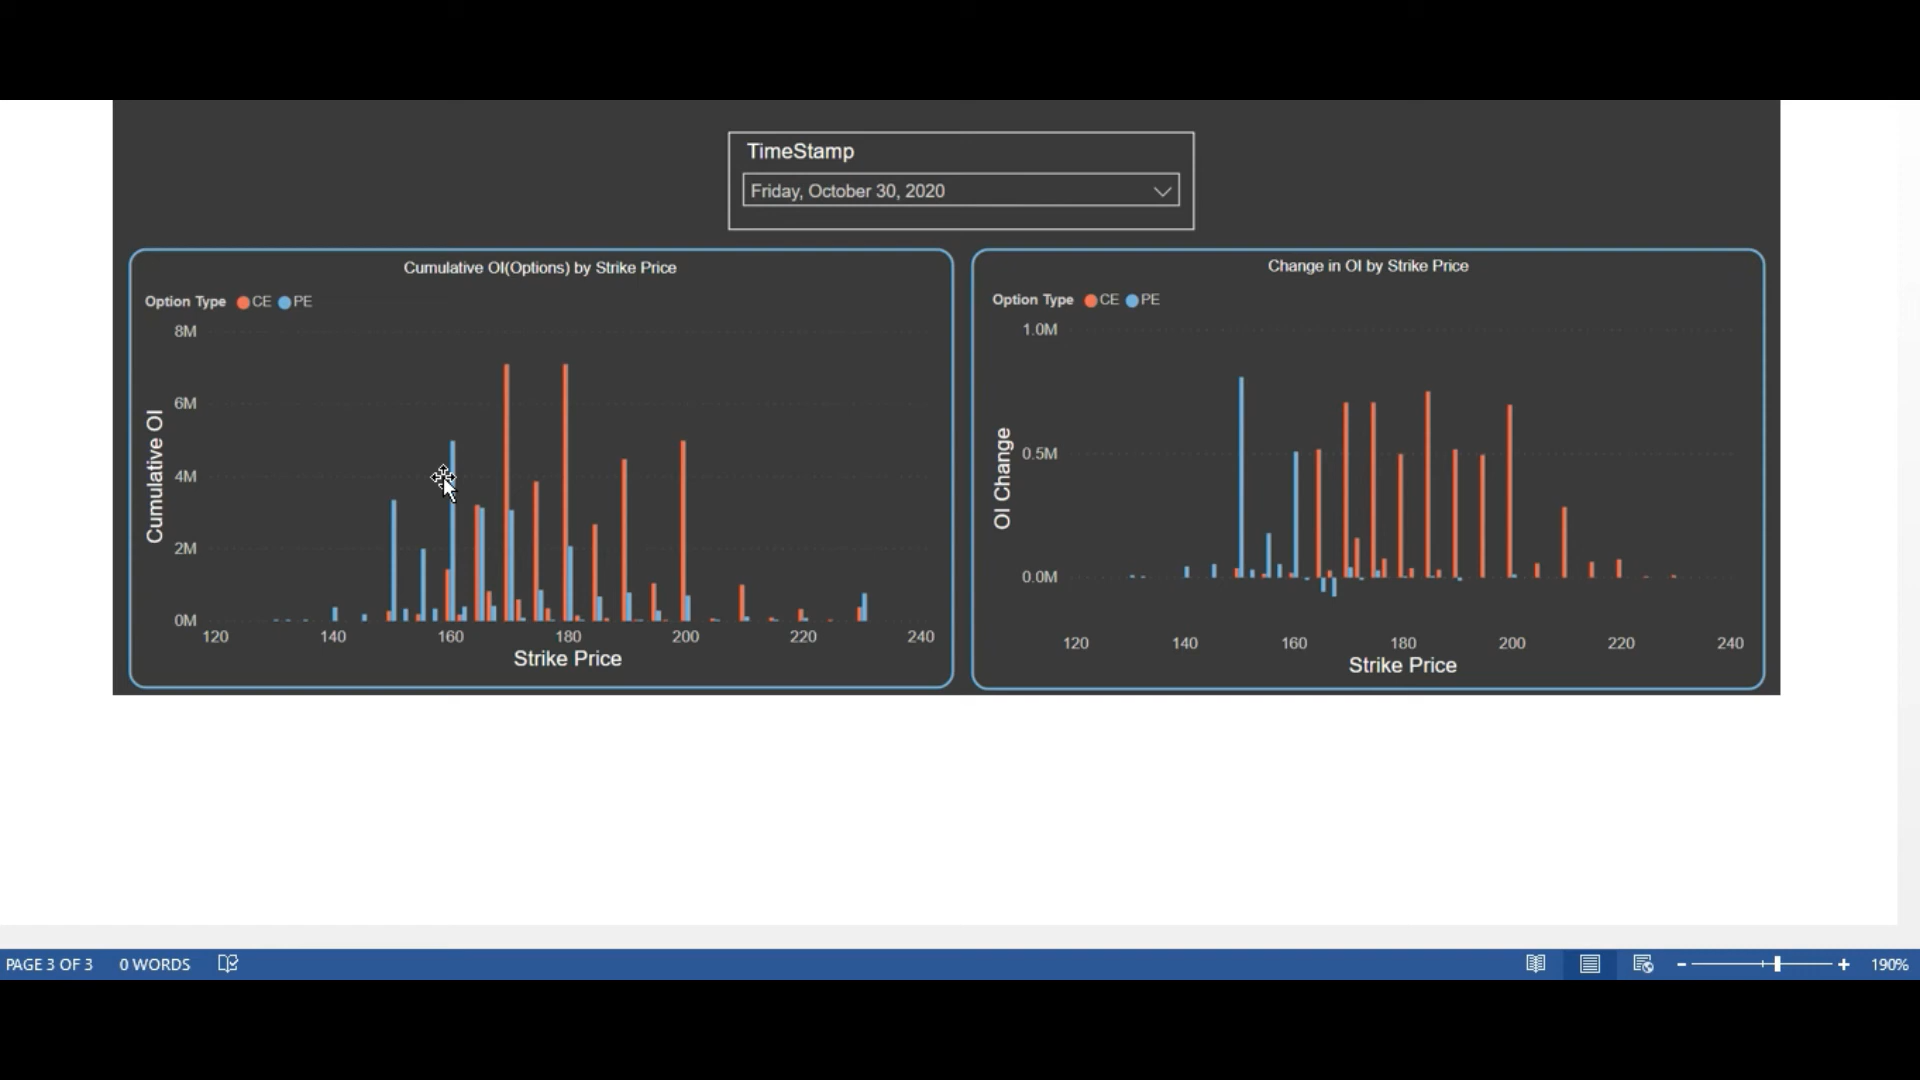 TimeStamp
Friday, October 30, 2020
Cumulative OI(Options) by Strike Price
Option Type CE PE
8M
6M
4M
2M
0M
Cumulative OI
120 140 160 180 200 220 240
Strike Price
Change in OI by Strike Price
Option Type CE PE
1.0M
0.5M
0.0M
OI Change
120 140 160 180 200 220 240
Strike Price
PAGE 3 OF 3 0 WORDS 190%